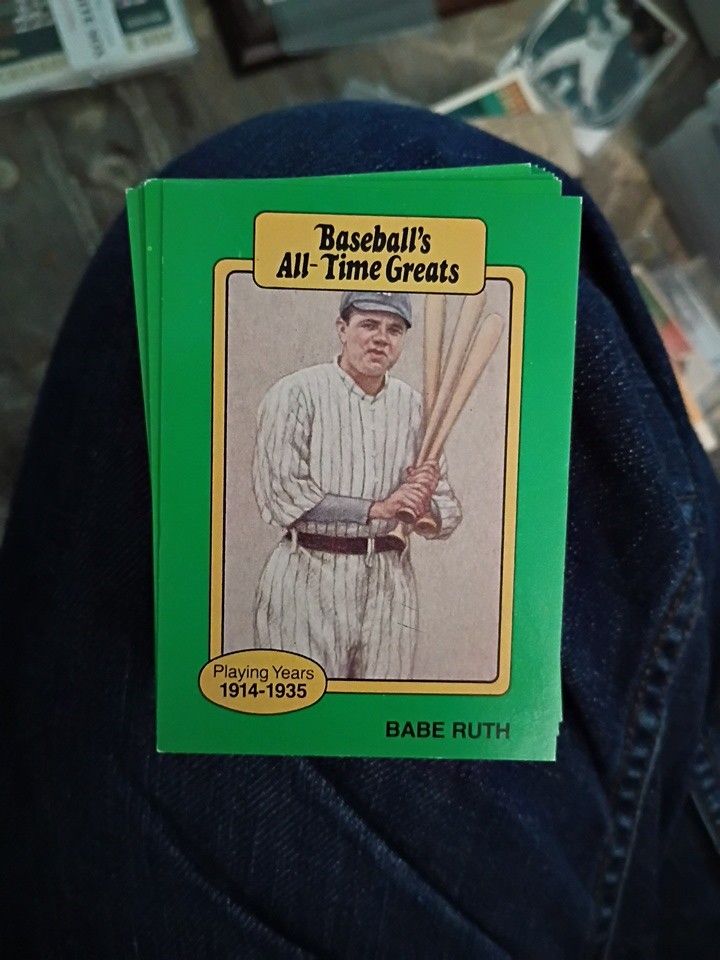 Baseball's
All-Time Greats
Playing Years
1914-1935
BABE RUTH